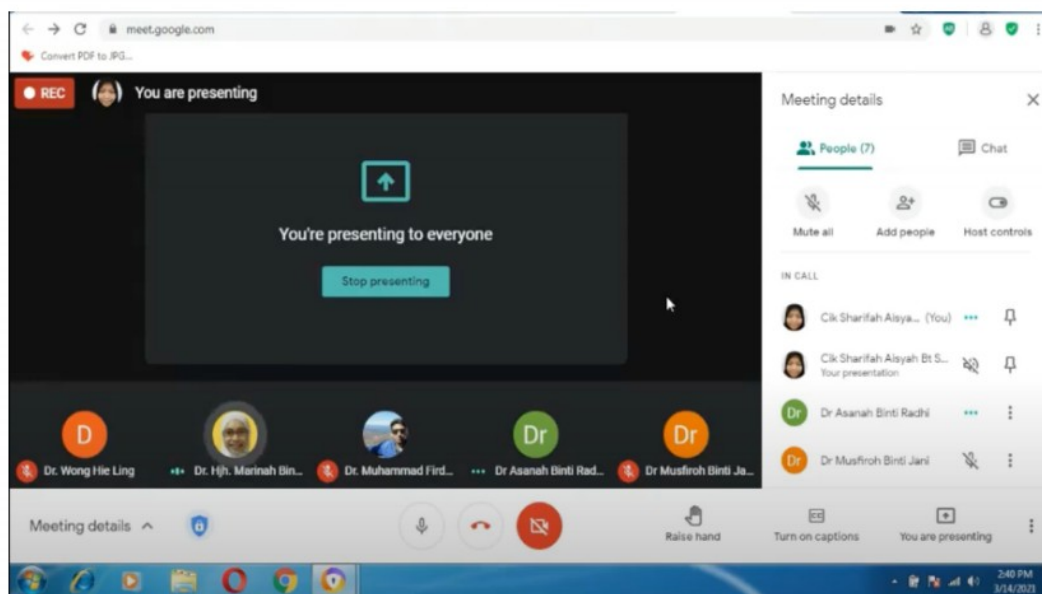 meet.google.com
Convert PDF to JPG...
REC
You are presenting
You're presenting to everyone
Stop presenting
D
Dr. Wong Hie Ling
Dr. Hjh. Marinah Bin...
Dr. Muhammad Fird...
Dr
Dr Asanah Binti Rad...
Dr
Dr Musfiroh Binti Ja...
Meeting details
People (7)
Chat
Mute all
Add people
Host controls
IN CALL
Cik Sharifah Aisya... (You)
Cik Sharifah Aisyah Bt S...
Your presentation
Dr
Dr Asanah Binti Radhi
Dr
Dr Musfiroh Binti Jani
Meeting details
Raise hand
CC
Turn on captions
You are presenting
2:40 PM
3/14/2021